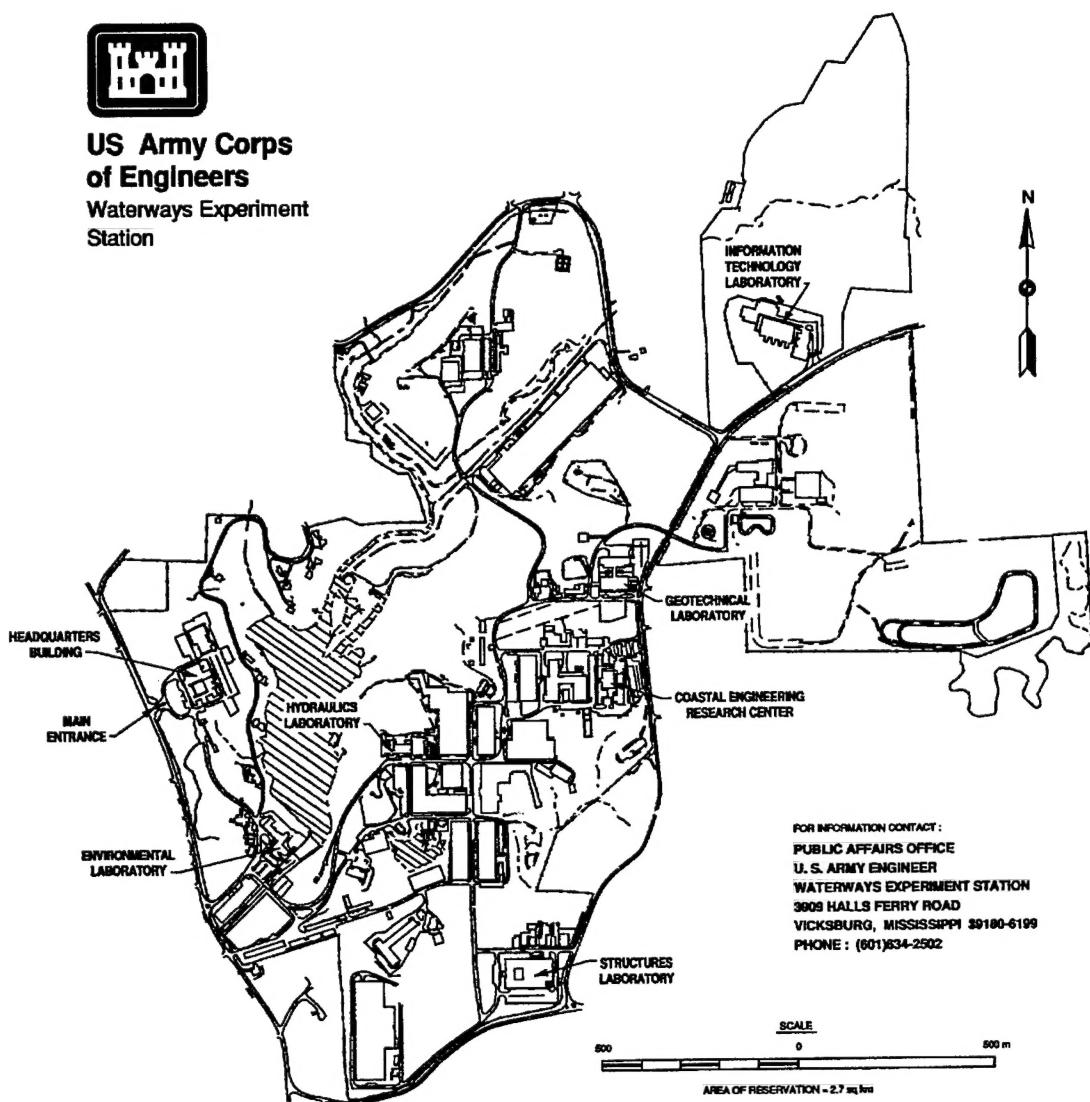 US Army Corps
of Engineers
Waterways Experiment
Station
N
INFORMATION
TECHNOLOGY
LABORATORY
GEOTECHNICAL
LABORATORY
HEADQUARTERS
BUILDING
HYDRAULICS
LABORATORY
COASTAL ENGINEERING
RESEARCH CENTER
MAIN
ENTRANCE
ENVIRONMENTAL
LABORATORY
FOR INFORMATION CONTACT :
PUBLIC AFFAIRS OFFICE
U. S. ARMY ENGINEER
WATERWAYS EXPERIMENT STATION
3909 HALLS FERRY ROAD
VICKSBURG, MISSISSIPPI 39180-6199
PHONE : (601)634-2502
STRUCTURES
LABORATORY
SCALE
500 0 500 m
AREA OF RESERVATION = 2.7 sq km